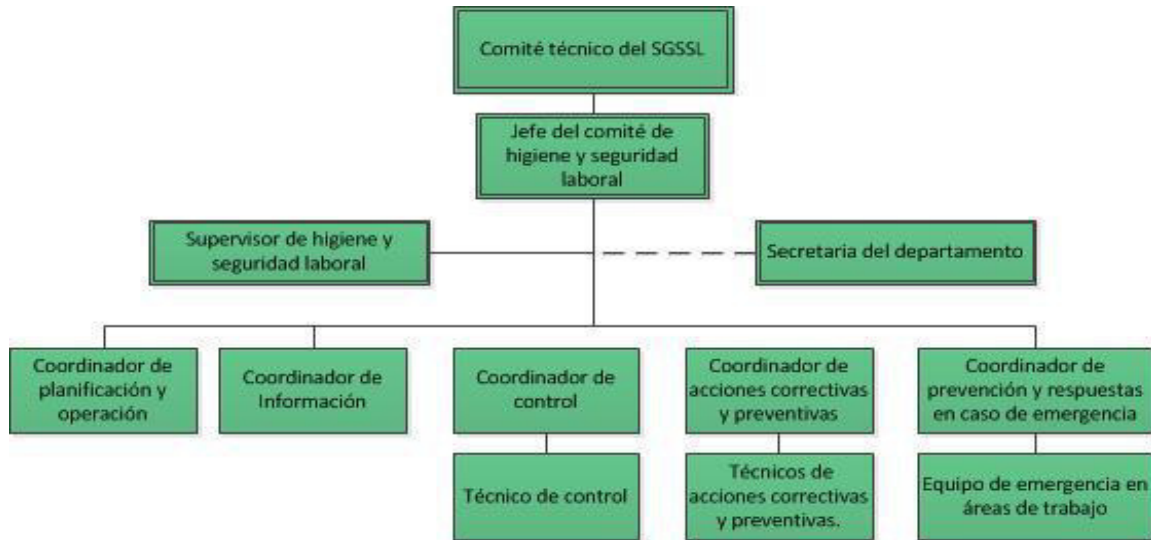 Comité técnico del SGSSL
Jefe del comité de
higiene y seguridad
laboral
Supervisor de higiene y
seguridad laboral
Secretaria del departamento
Coordinador de
planificación y
operación
Coordinador de
Información
Coordinador de
control
Coordinador de
acciones correctivas
y preventivas
Coordinador de
prevención y respuestas
en caso de emergencia
Técnico de control
Técnicos de
acciones correctivas
y preventivas.
Equipo de emergencia en
áreas de trabajo